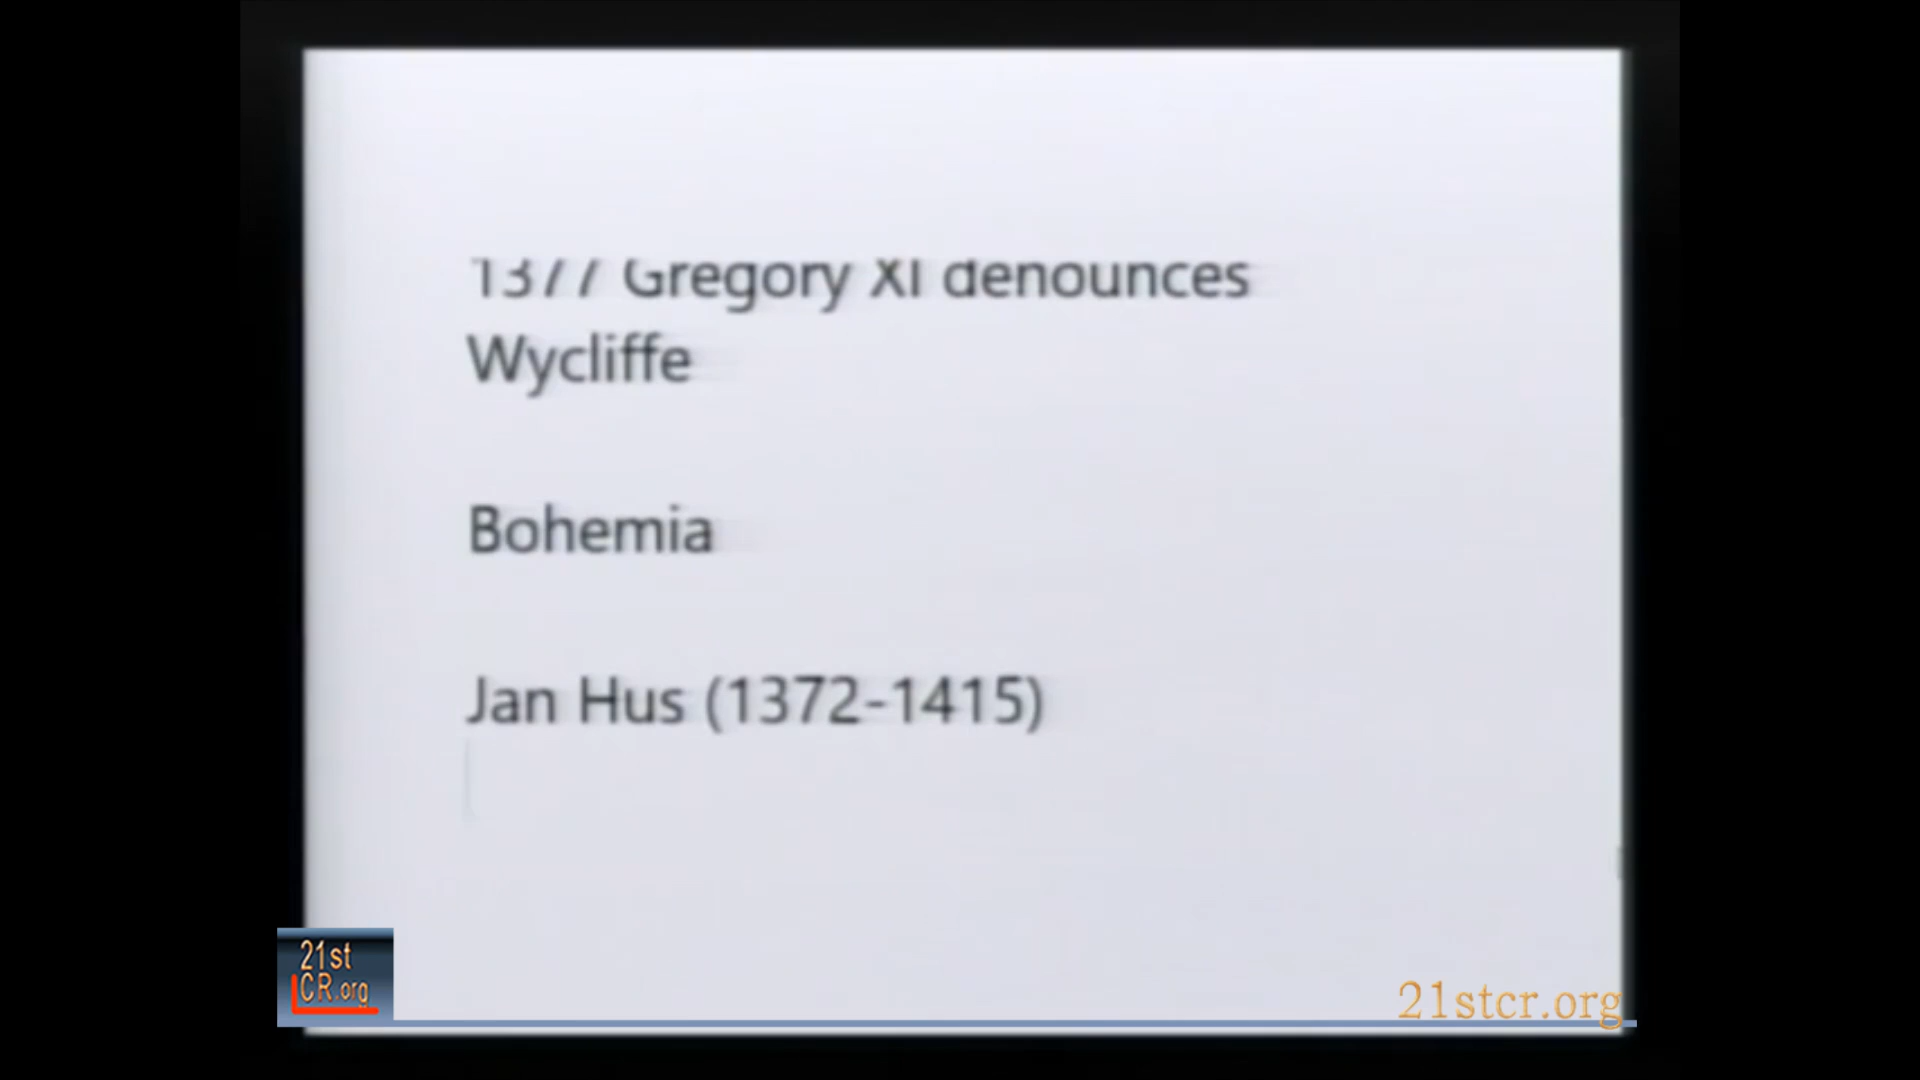 1377 Gregory XI denounces
Wycliffe
Bohemia
Jan Hus (1372-1415)
21st
CR.org
21stcr.org